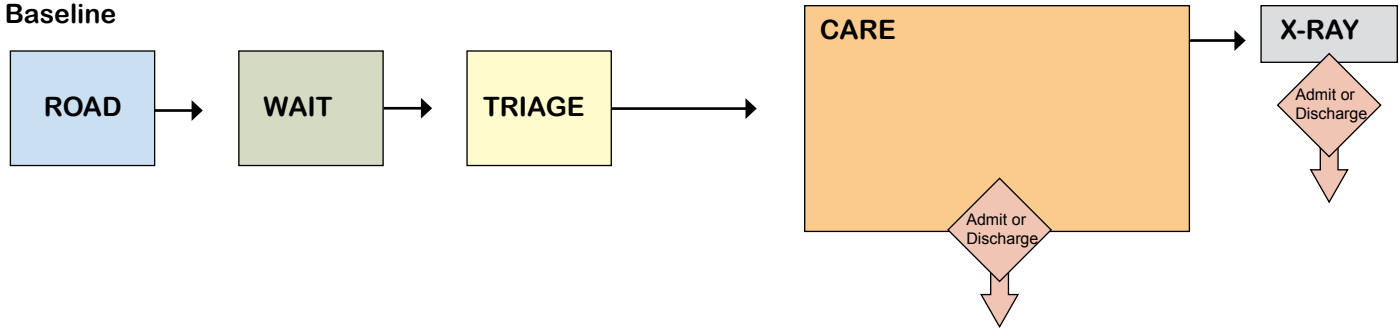 Baseline
ROAD
WAIT
TRIAGE
CARE
X-RAY
Admit or
Discharge
Admit or
Discharge